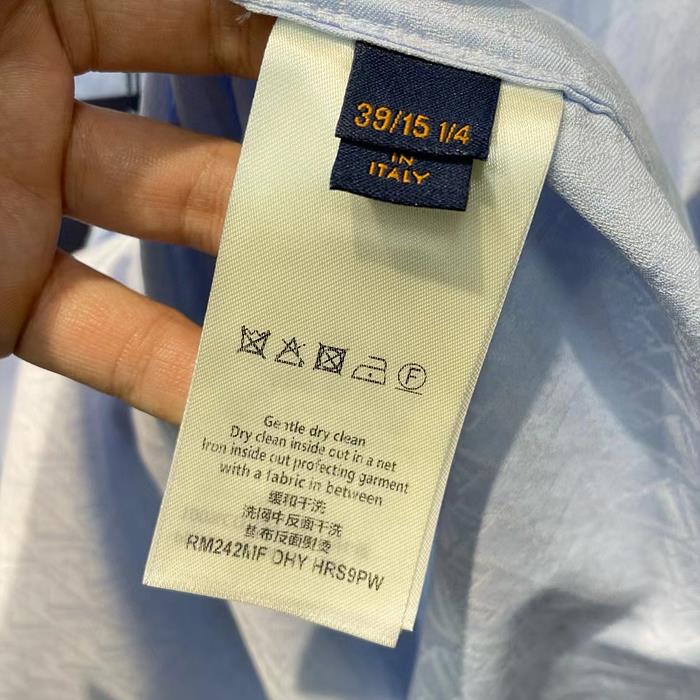 39/15 1/4
IN
ITALY
F
Gentle dry clean
Dry clean inside out in a net
Iron inside out protecting garment
with a fabric in between
缓和干洗
洗网中反面干洗
垫布反面熨烫
RM242MF DHY HRS9PW